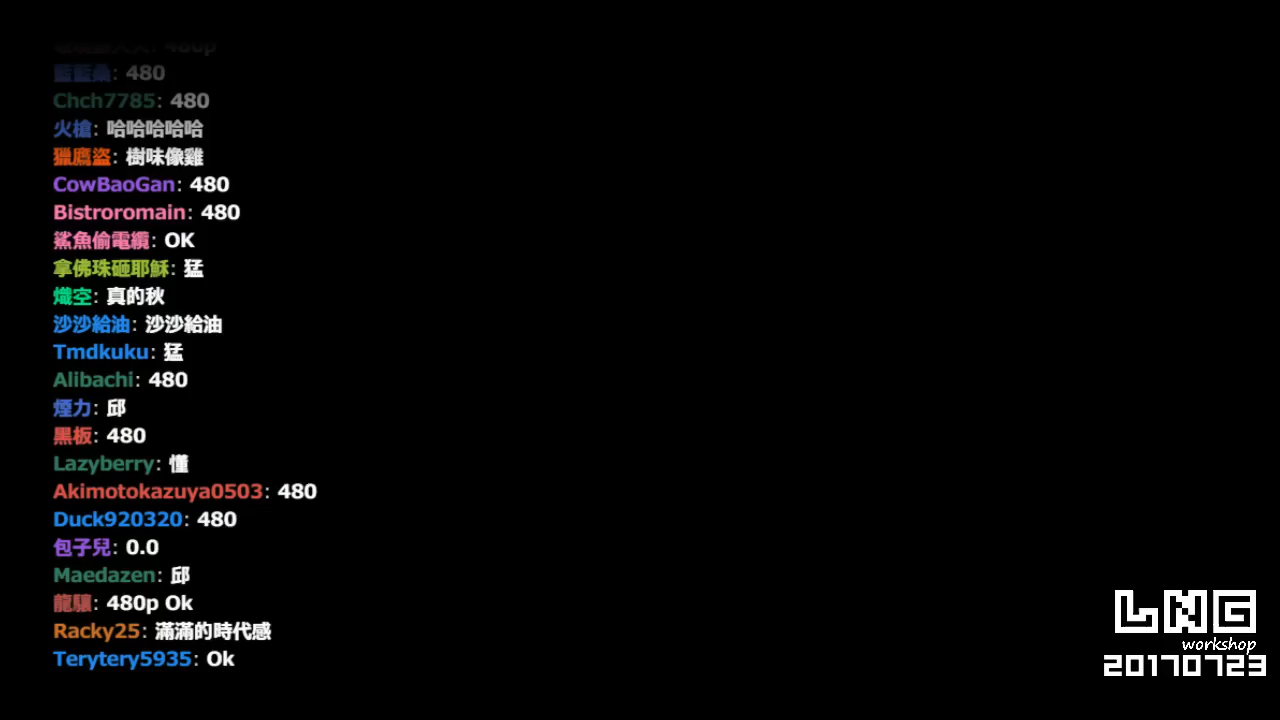 480p
藍藍桑: 480
Chch7785: 480
火槍: 哈哈哈哈哈
獵鷹盜: 樹味像雞
CowBaoGan: 480
Bistroromain: 480
鯊魚偷電纜: OK
拿佛珠砸耶穌: 猛
熾空: 真的秋
沙沙給油: 沙沙給油
Tmdkuku: 猛
Alibachi: 480
煙力: 邱
黑板: 480
Lazyberry: 懂
Akimotokazuya0503: 480
Duck920320: 480
包子兒: 0.0
Maedazen: 邱
龍驤: 480p Ok
Racky25: 滿滿的時代感
Terytery5935: Ok
LNG
workshop
20170723